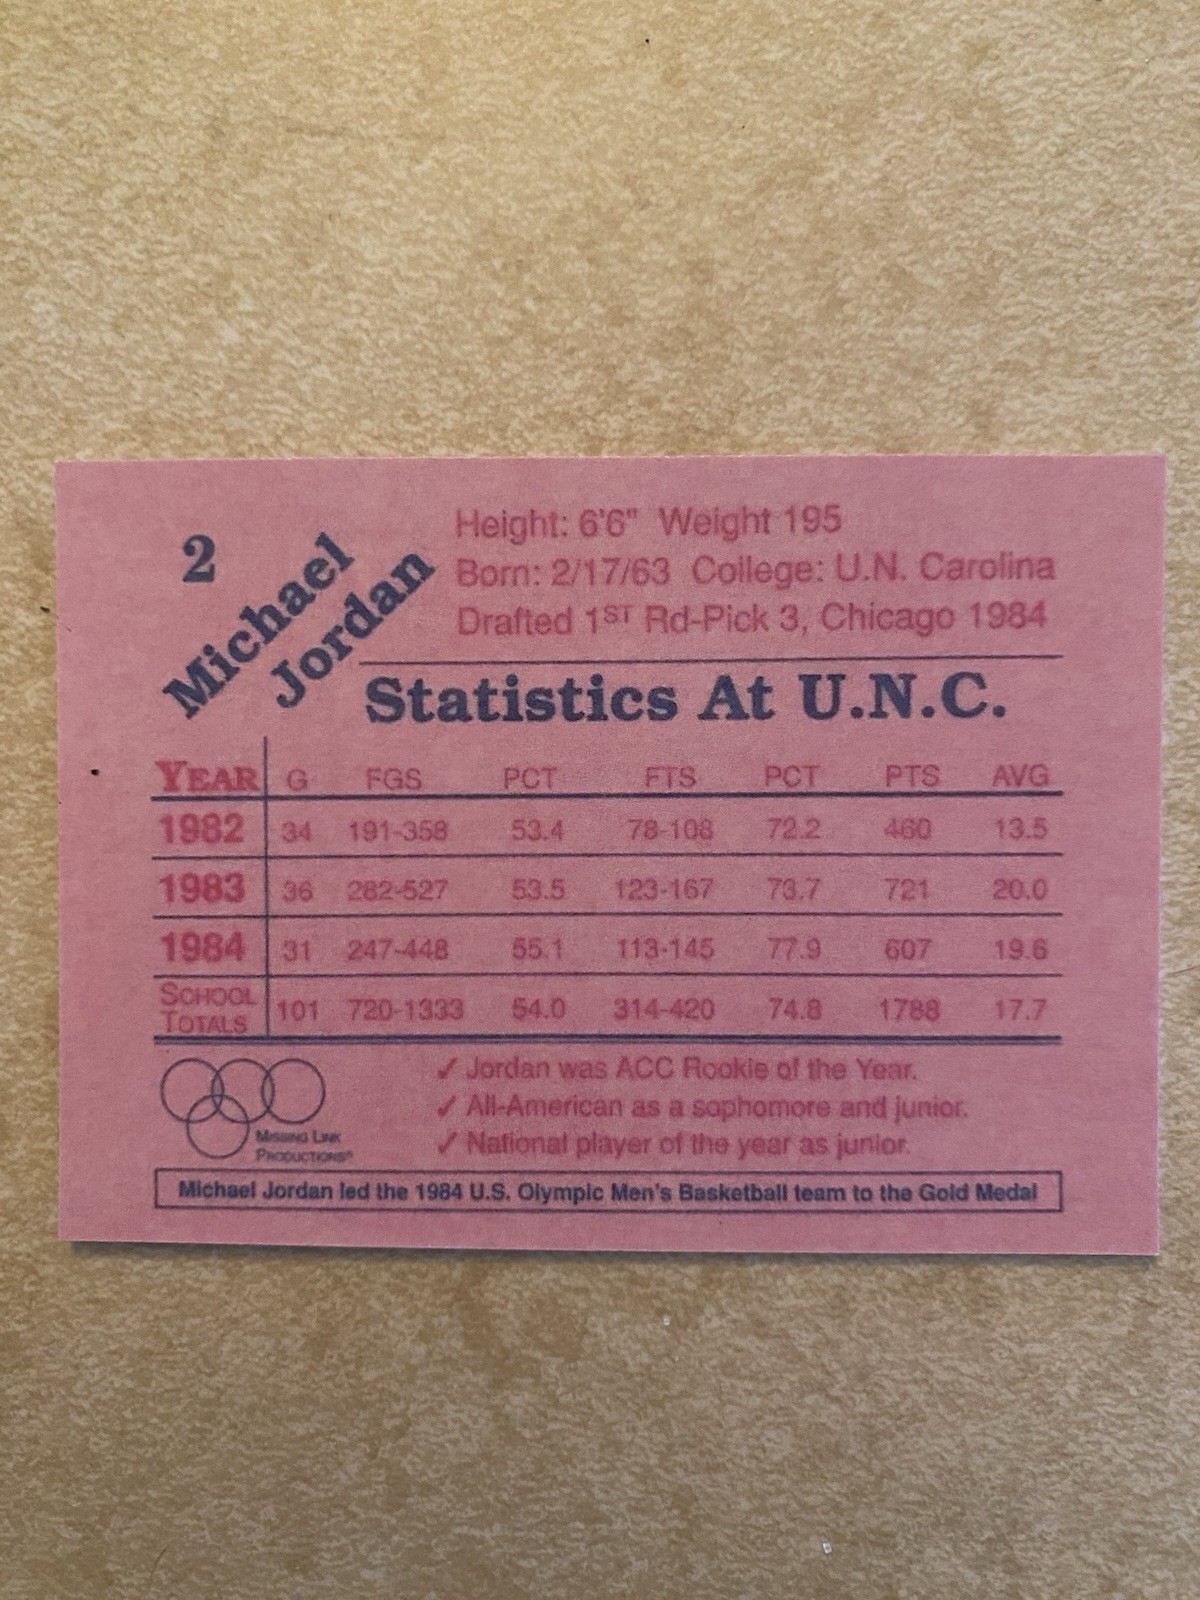 2
Michael
Jordan
Height: 6'6" Weight 195
Born: 2/17/63 College: U.N. Carolina
Drafted 1ST Rd-Pick 3, Chicago 1984
Statistics At U.N.C.
YEAR G FGS PCT FTS PCT PTS AVG
1982 34 191-358 53.4 78-108 72.2 460 13.5
1983 36 282-527 53.5 123-167 73.7 721 20.0
1984 31 247-448 55.1 113-145 77.9 607 19.6
SCHOOL
TOTALS 101 720-1333 54.0 314-420 74.8 1788 17.7
✓ Jordan was ACC Rookie of the Year.
✓ All-American as a sophomore and junior.
✓ National player of the year as junior.
MISSING LINK
PRODUCTIONS®
Michael Jordan led the 1984 U.S. Olympic Men's Basketball team to the Gold Medal